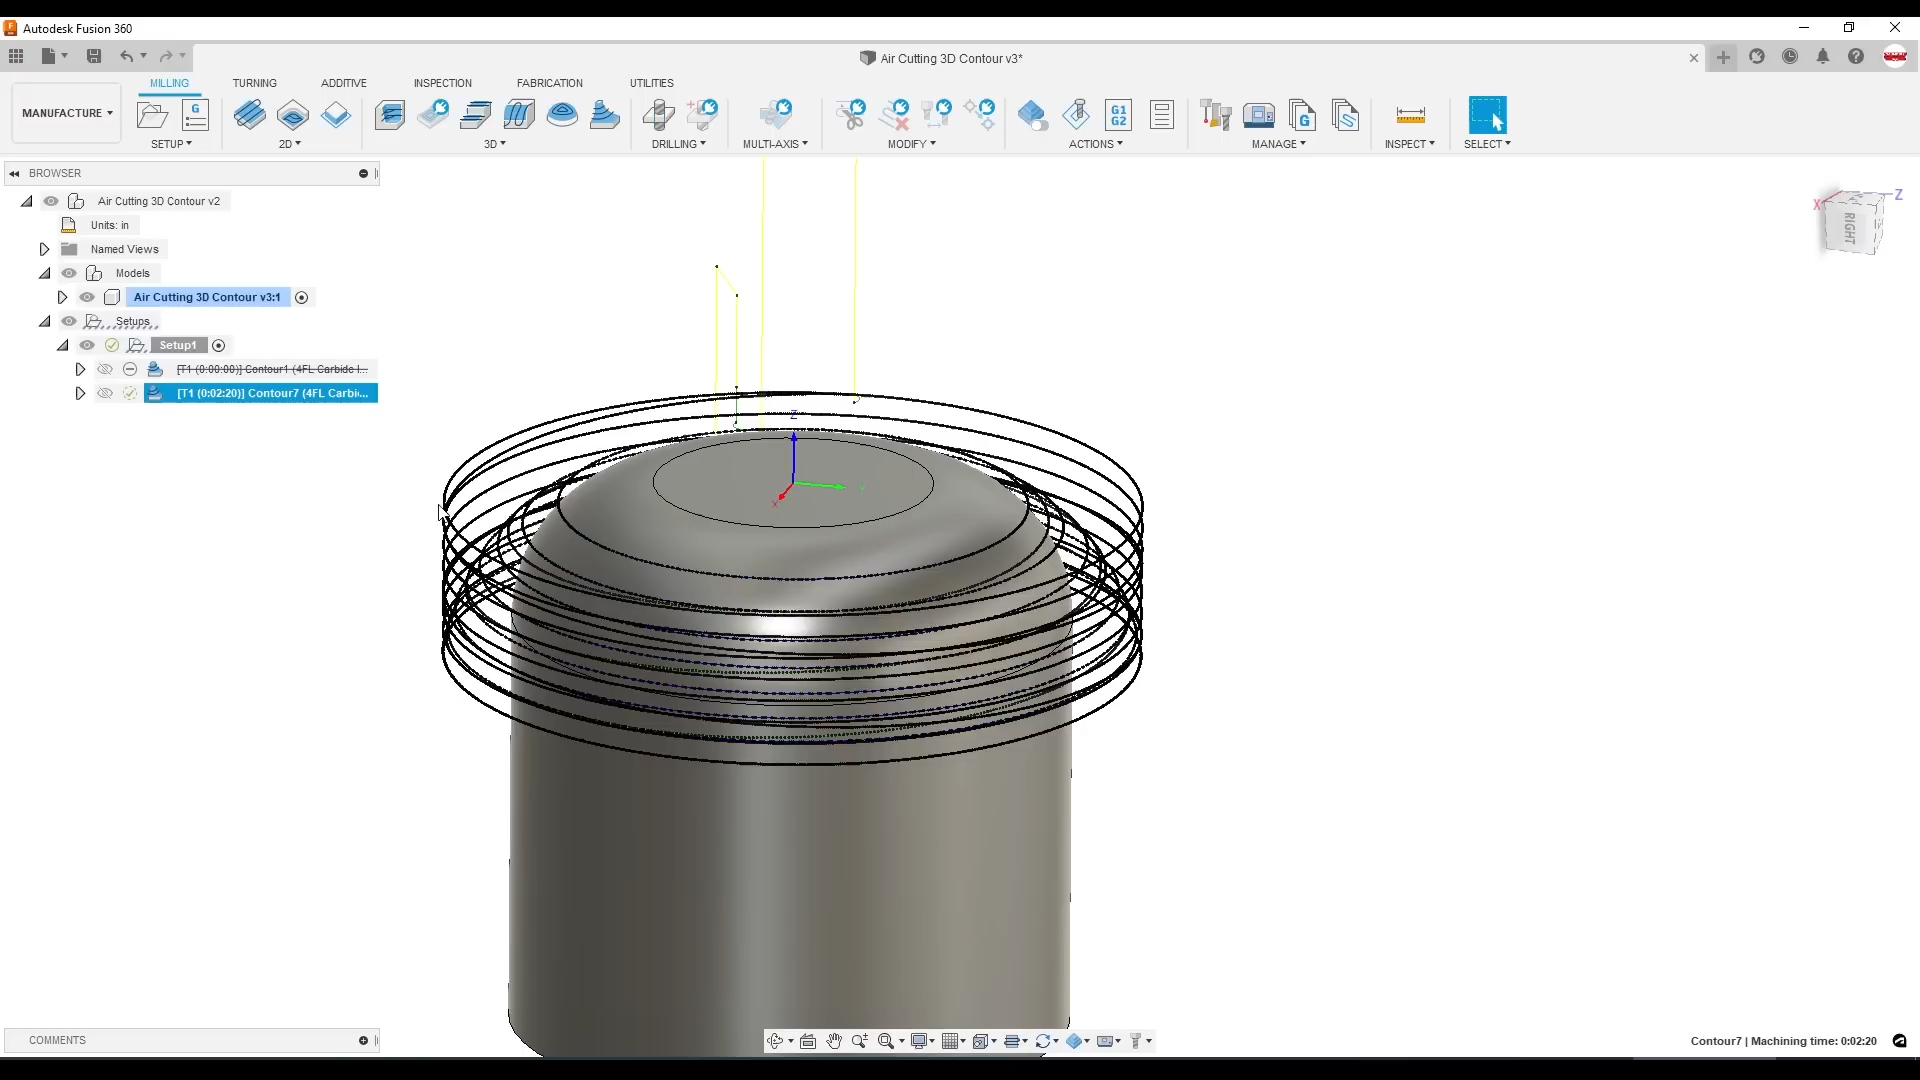 Autodesk Fusion 360
Air Cutting 3D Contour v3*
MILLING TURNING ADDITIVE INSPECTION FABRICATION UTILITIES
MANUFACTURE
G
G1
G2
G
SETUP 2D 3D DRILLING MULTI-AXIS MODIFY ACTIONS MANAGE INSPECT SELECT
BROWSER
Air Cutting 3D Contour v2
Units: in
Named Views
Models
Air Cutting 3D Contour v3:1
Setups
Setup1
[T1 (0:00:00)] Contour1 (4FL Carbide I...
[T1 (0:02:20)] Contour7 (4FL Carbi...
X
Z
RIGHT
Z
X
Y
COMMENTS
Contour7 | Machining time: 0:02:20